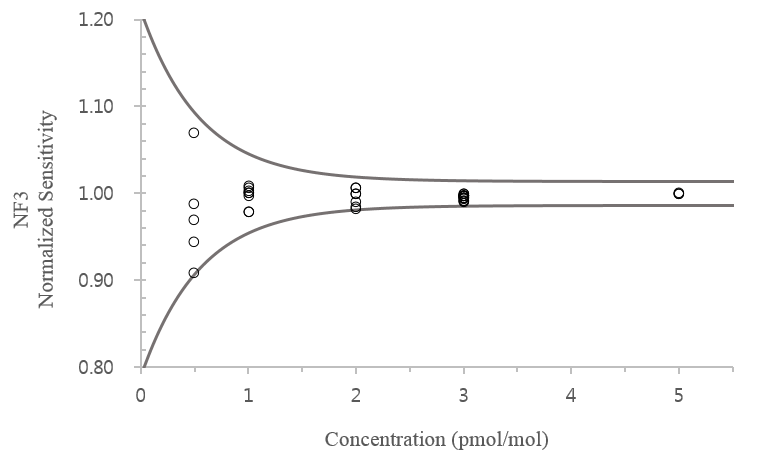 1.20
1.10
1.00
0.90
0.80
NF3
Normalized Sensitivity
0 1 2 3 4 5
Concentration (pmol/mol)